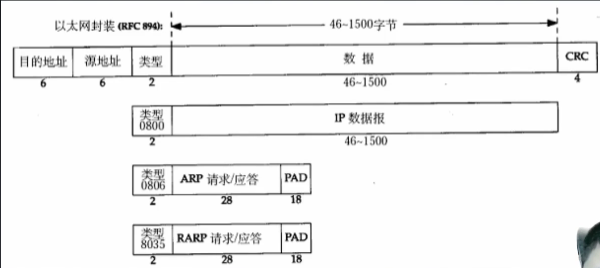 以太网封装 (RFC 894): 46~1500字节
目的地址 源地址 类型 数 据 CRC
6 6 2 46~1500 4
类型 0800 IP 数据报
2 46~1500
类型 0806 ARP 请求/应答 PAD
2 28 18
类型 8035 RARP 请求/应答 PAD
2 28 18